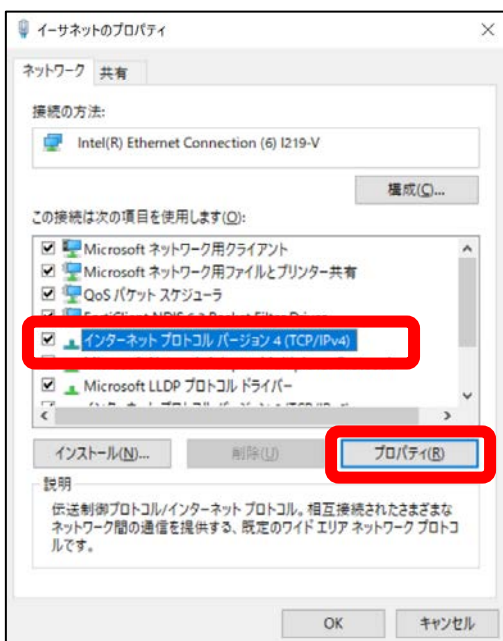 イーサネットのプロパティ
ネットワーク 共有
接続の方法:
Intel(R) Ethernet Connection (6) I219-V
構成(C)...
この接続は次の項目を使用します(O):
Microsoft ネットワーク用クライアント
Microsoft ネットワーク用ファイルとプリンター共有
QoS パケット スケジューラ
インターネット プロトコル バージョン 4 (TCP/IPv4)
Microsoft LLDP プロトコル ドライバー
インストール(N)... 削除(U) プロパティ(R)
説明
伝送制御プロトコル/インターネット プロトコル。相互接続されたさまざまな
ネットワーク間の通信を提供する、既定のワイド エリア ネットワーク プロトコ
ルです。
OK キャンセル